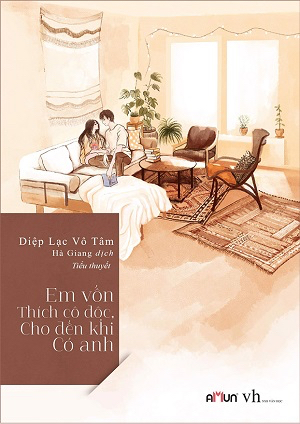 Diệp Lạc Vô Tâm
Hà Giang dịch
Tiểu thuyết
Em vốn
Thích cô độc,
Cho đến khi
Có anh
AMUN vh